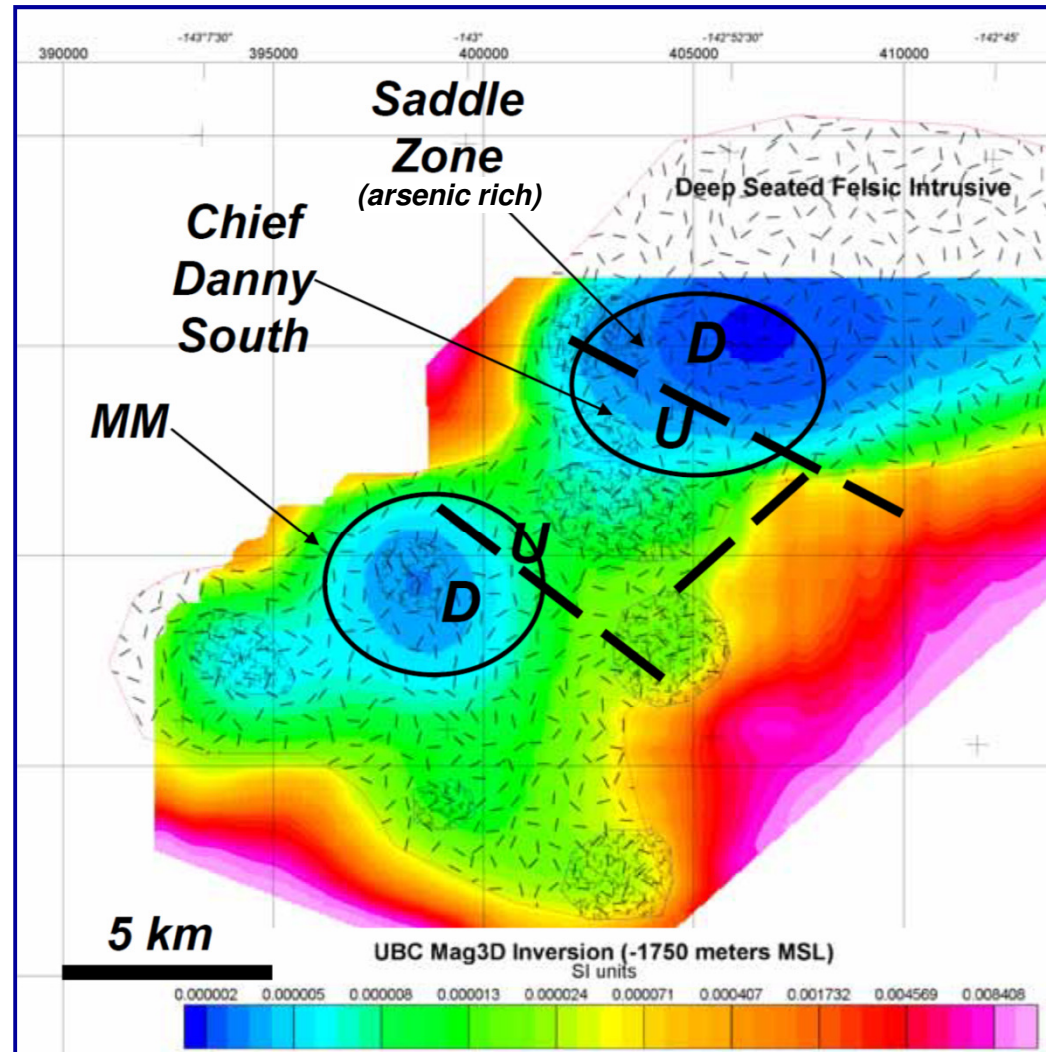 -143°7'30" -143° -142°52'30" -142°45'
390000 395000 400000 405000 410000
Saddle
Zone
(arsenic rich)
Deep Seated Felsic Intrusive
Chief
Danny
South
D
U
MM
U
D
5 km
UBC Mag3D Inversion (-1750 meters MSL)
SI units
0.000002 0.000005 0.000008 0.000013 0.000024 0.000071 0.000407 0.001732 0.004569 0.008408